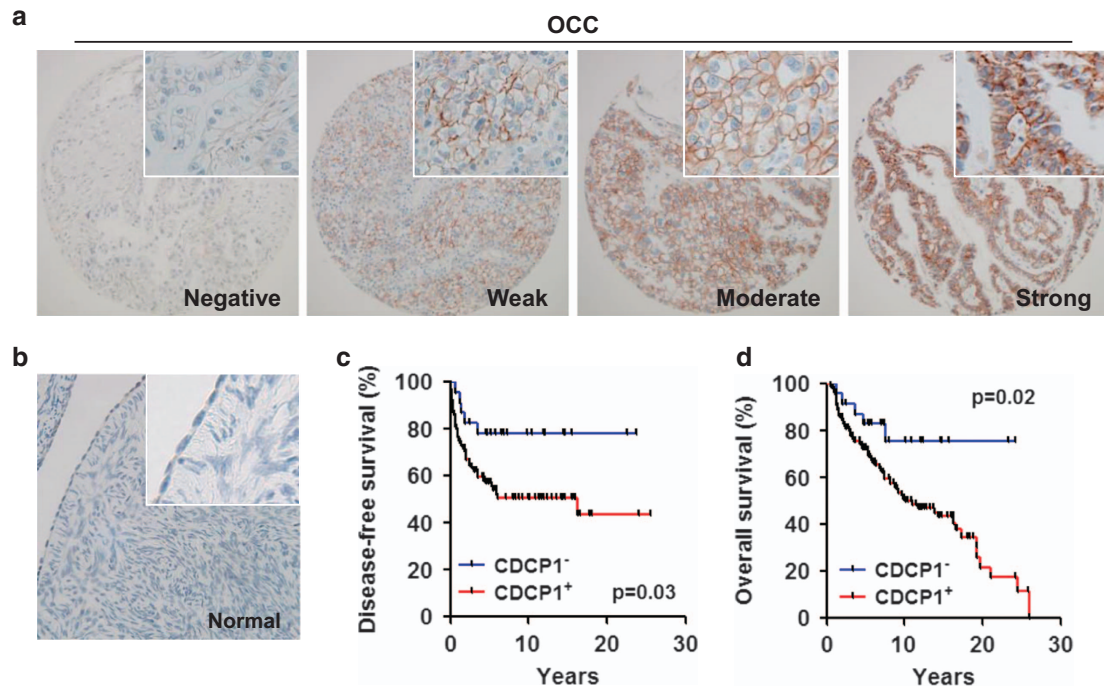 a
OCC
Negative
Weak
Moderate
Strong
b
Normal
c
Disease-free survival (%)
100
80
60
40
20
0
CDCP1⁻
CDCP1⁺
p=0.03
0 10 20 30
Years
d
Overall survival (%)
100
80
60
40
20
0
p=0.02
CDCP1⁻
CDCP1⁺
0 10 20 30
Years